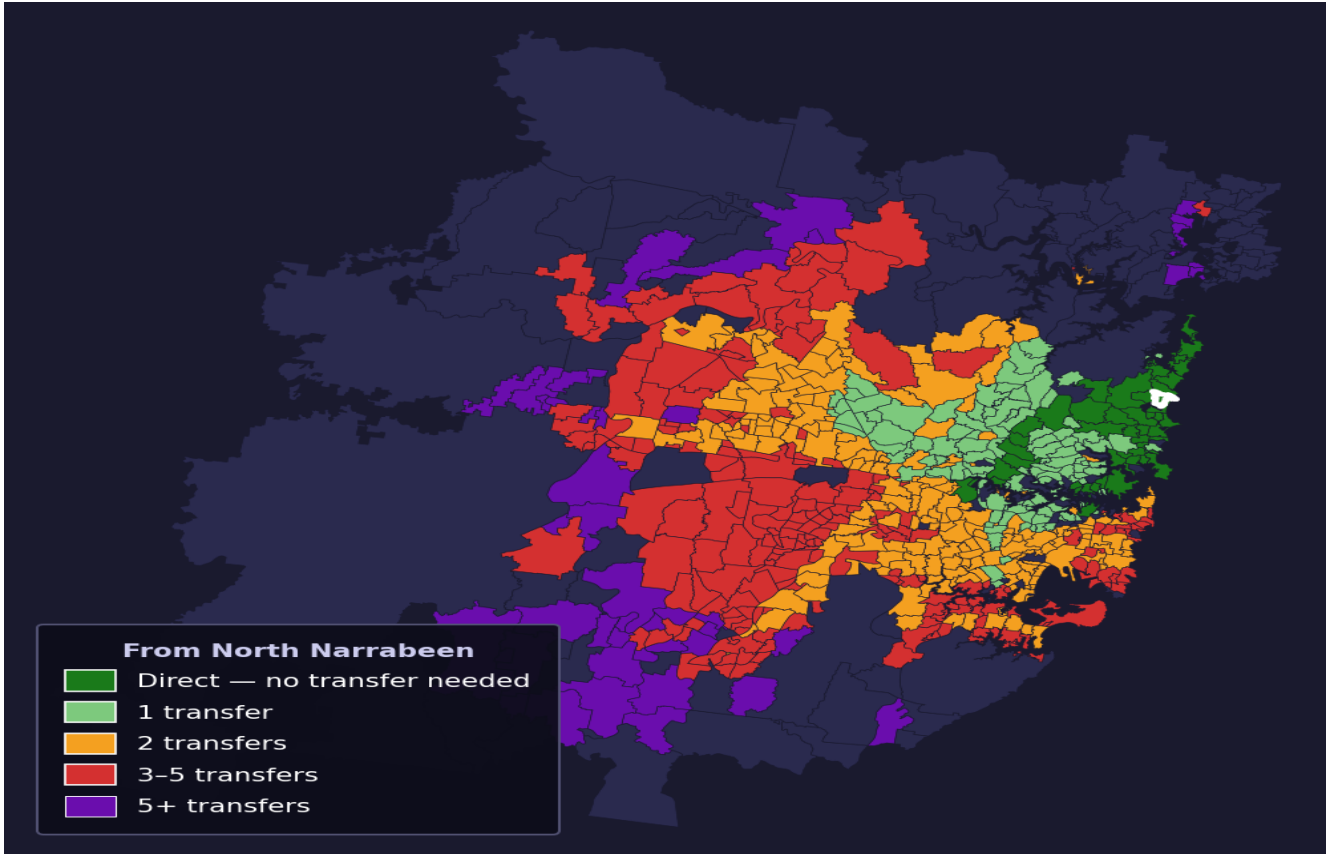 From North Narrabeen
Direct — no transfer needed
1 transfer
2 transfers
3–5 transfers
5+ transfers